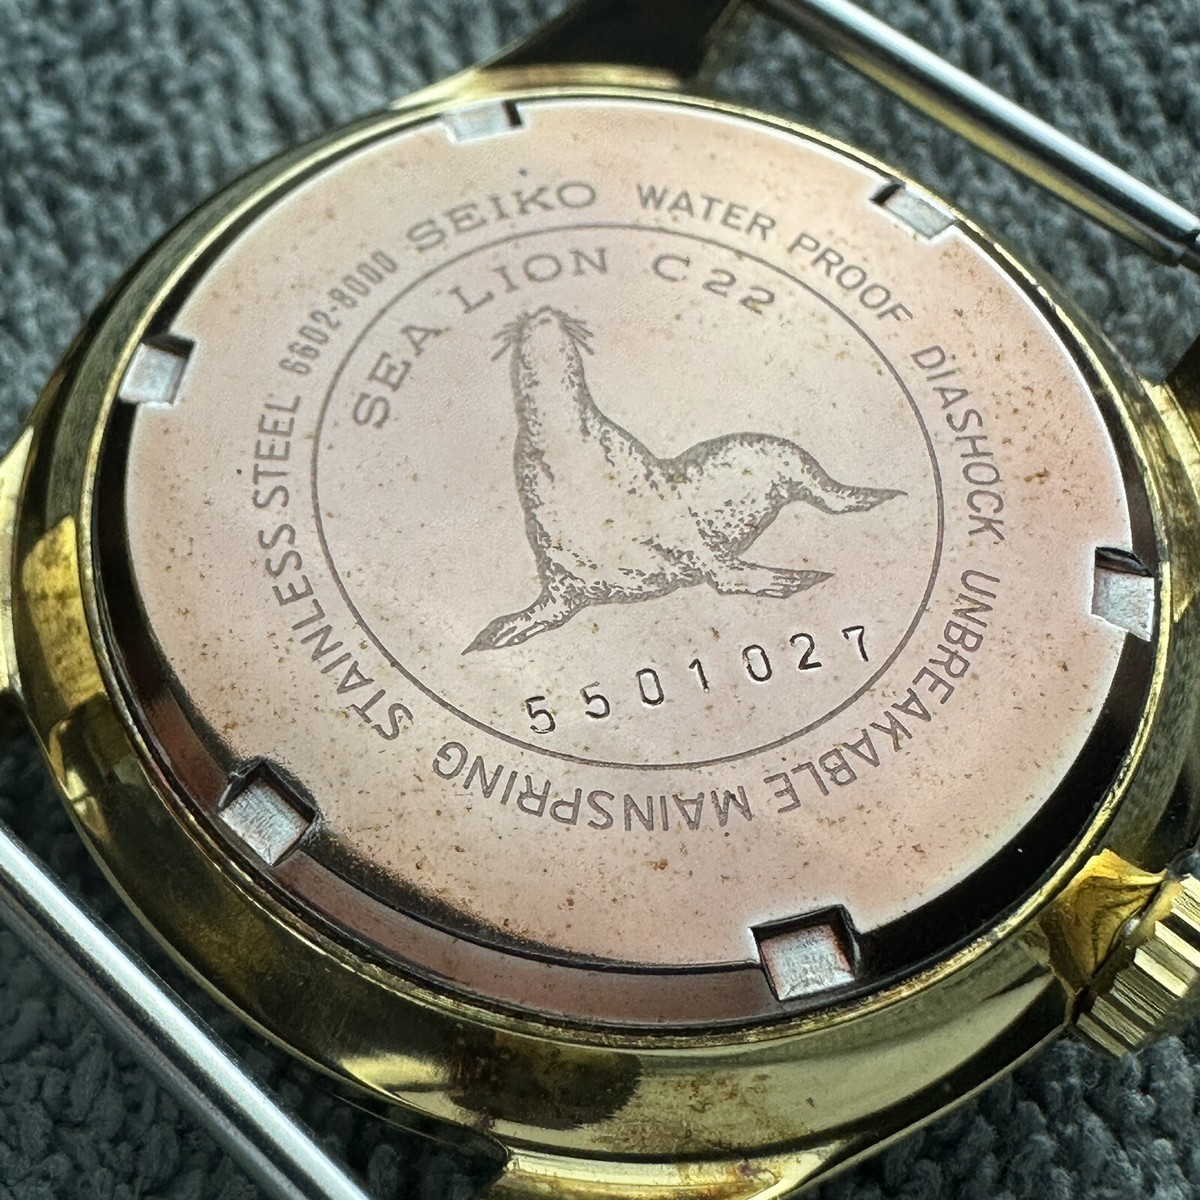 SEIKO WATER PROOF DIASHOCK UNBREAKABLE MAINSPRING STAINLESS STEEL 6602-8000
SEA LION C22
5501027